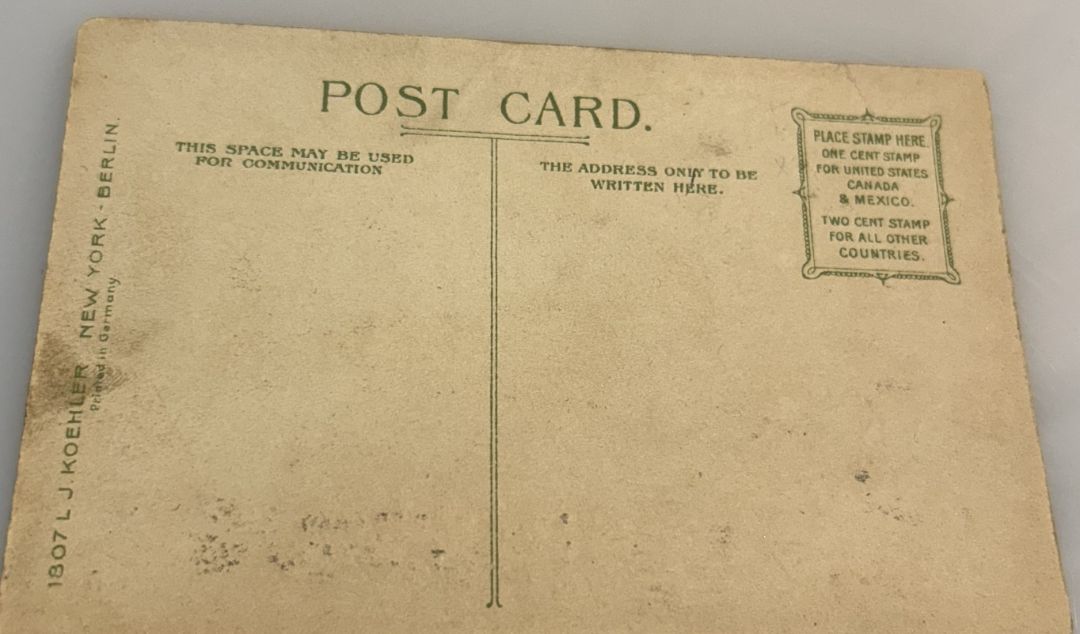 POST CARD.
THIS SPACE MAY BE USED
FOR COMMUNICATION
THE ADDRESS ONLY TO BE
WRITTEN HERE.
PLACE STAMP HERE.
ONE CENT STAMP
FOR UNITED STATES
CANADA
& MEXICO.
TWO CENT STAMP
FOR ALL OTHER
COUNTRIES.
1807 L J. KOEHLER NEW YORK - BERLIN.
Printed in Germany